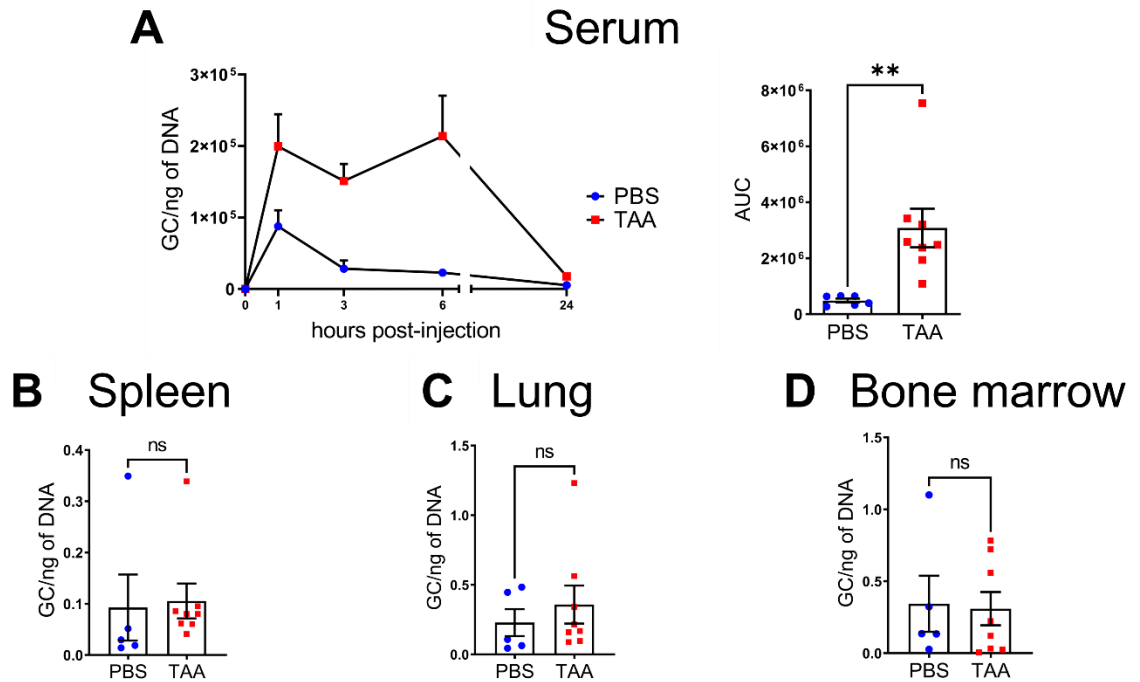 A Serum
3×10⁵
2×10⁵
1×10⁵
0
GC/ng of DNA
0 1 3 6 24
hours post-injection
PBS
TAA
**
8×10⁶
6×10⁶
4×10⁶
2×10⁶
0
AUC
PBS TAA
B Spleen
ns
0.4
0.3
0.2
0.1
0.0
GC/ng of DNA
PBS TAA
C Lung
ns
1.5
1.0
0.5
0.0
GC/ng of DNA
PBS TAA
D Bone marrow
ns
1.5
1.0
0.5
0.0
GC/ng of DNA
PBS TAA